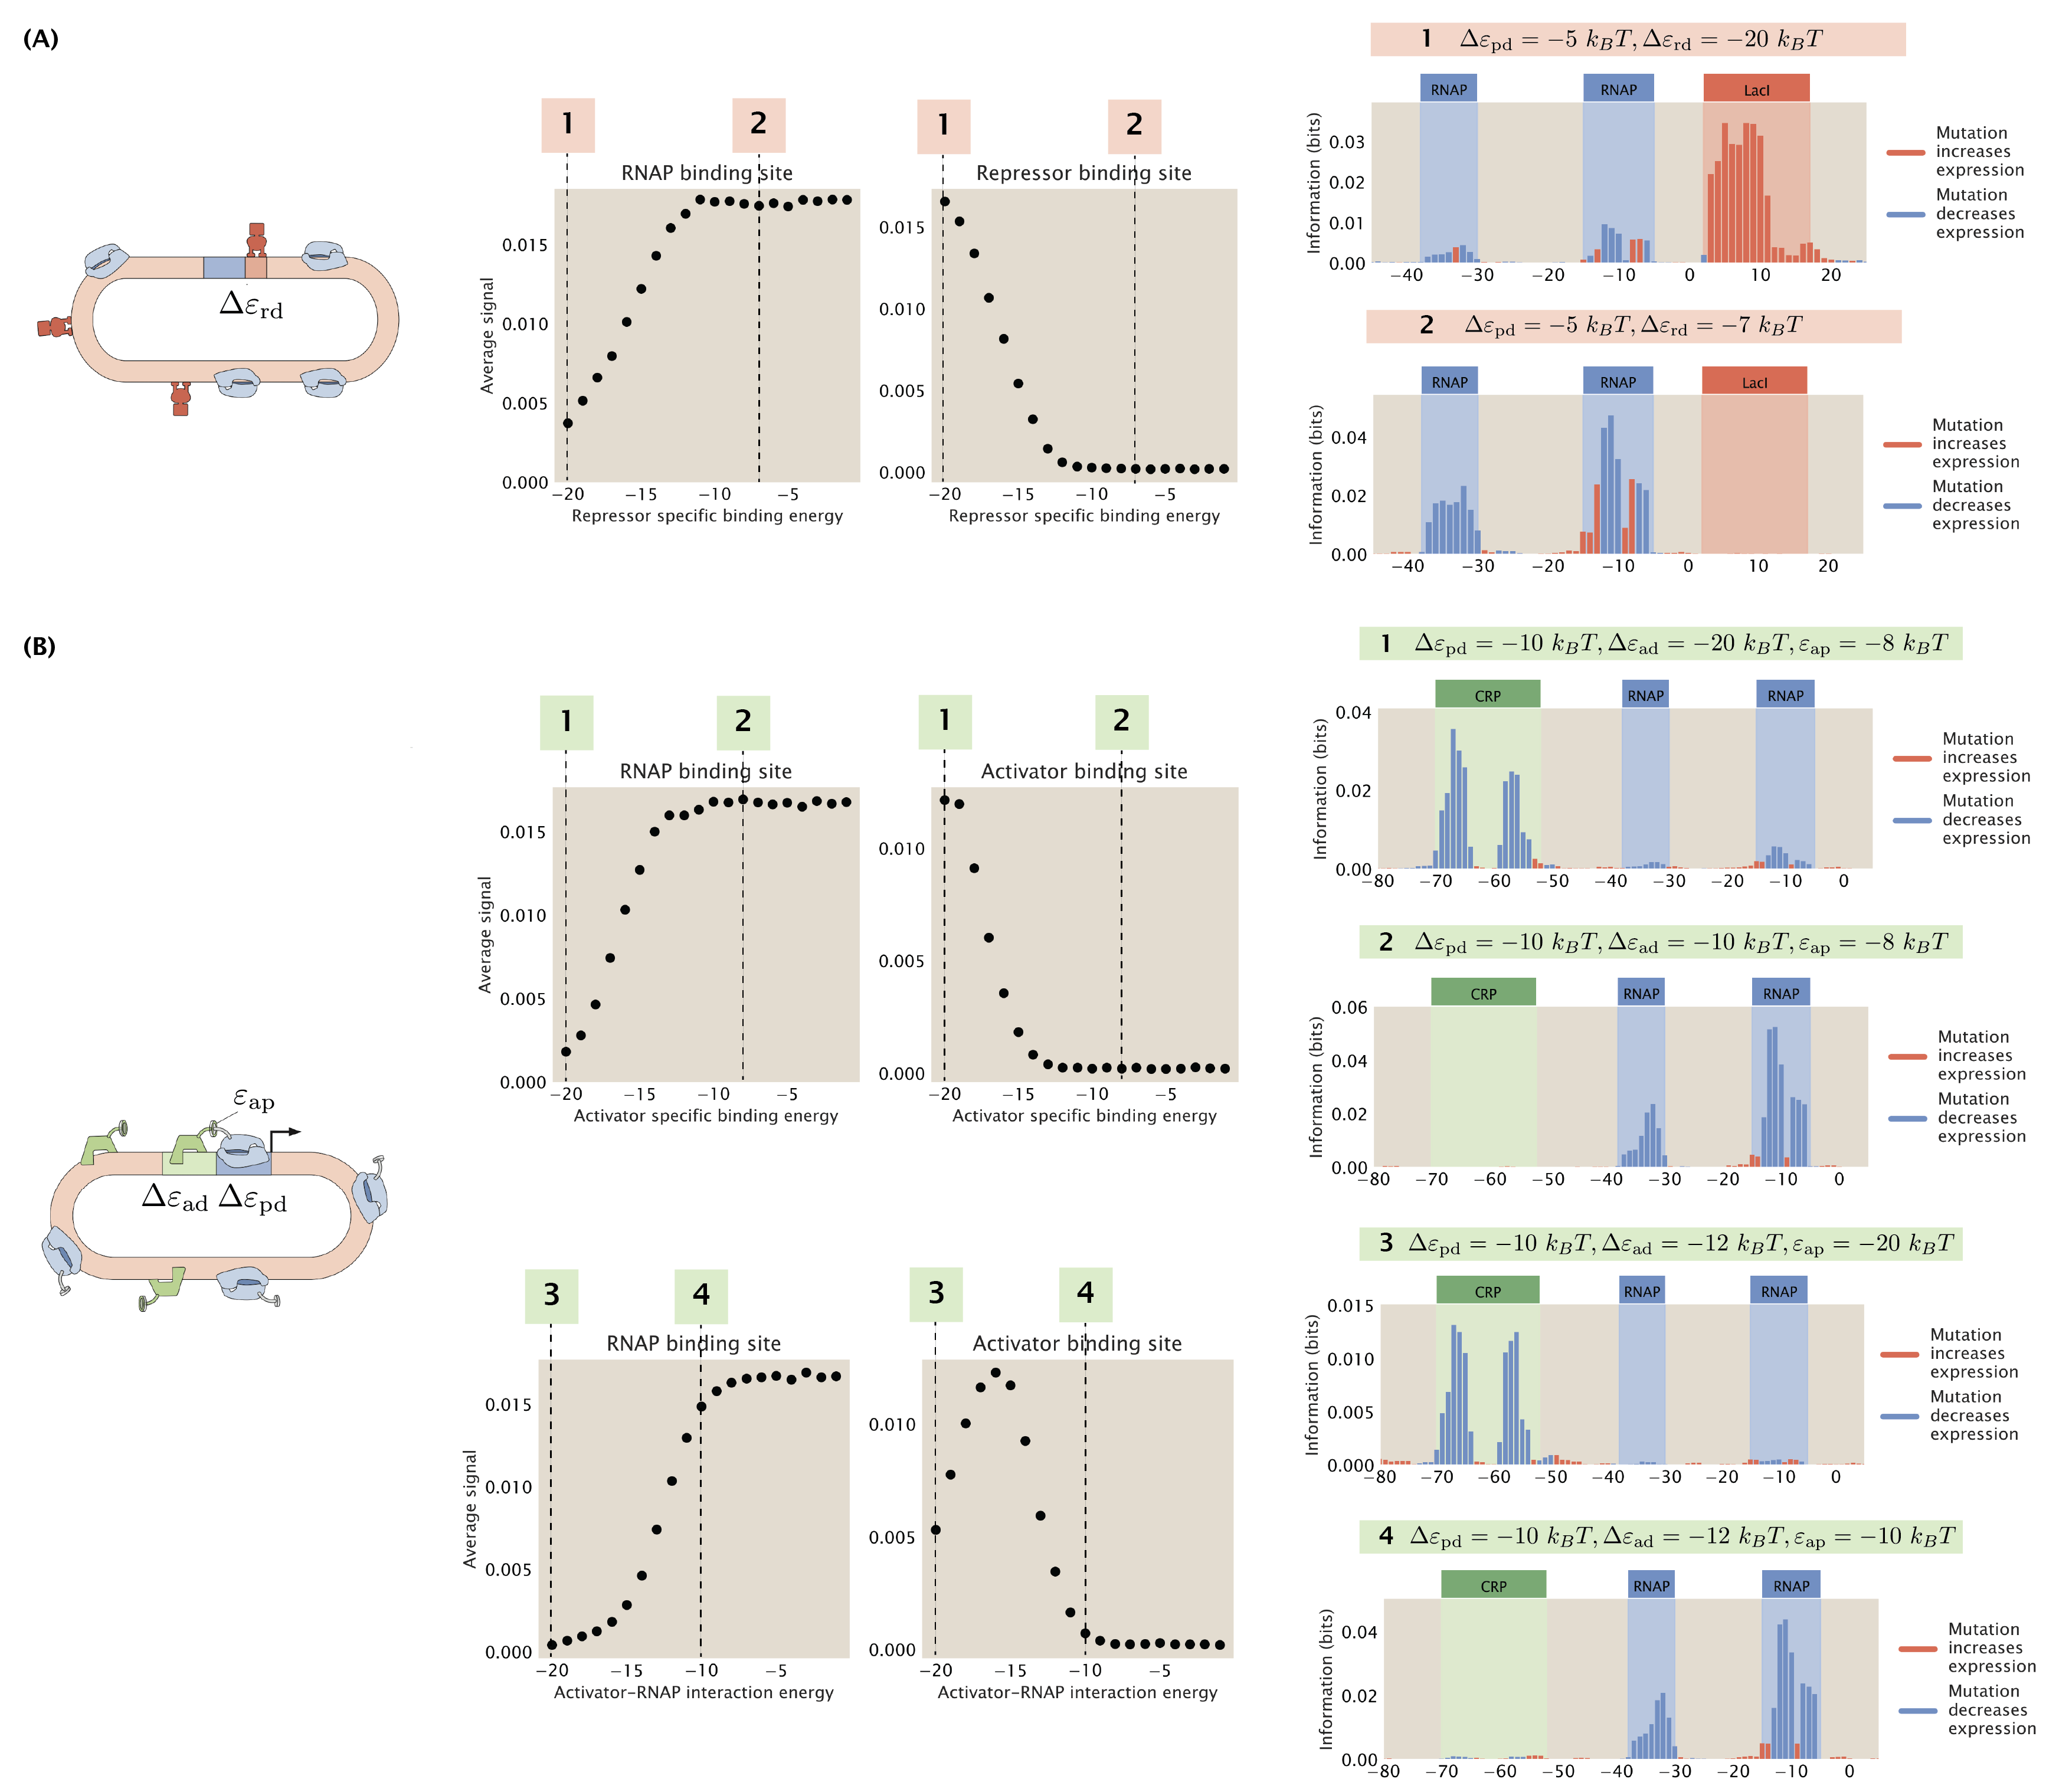 (A)
Δε_rd
1
2
RNAP binding site
Average signal
0.015
0.010
0.005
0.000
−20
−15
−10
−5
Repressor specific binding energy
1
2
Repressor binding site
0.015
0.010
0.005
0.000
−20
−15
−10
−5
Repressor specific binding energy
1 Δε_pd = −5 k_BT, Δε_rd = −20 k_BT
RNAP
RNAP
LacI
Information (bits)
0.03
0.02
0.01
0.00
−40
−30
−20
−10
0
10
20
Mutation
increases
expression
Mutation
decreases
expression
2 Δε_pd = −5 k_BT, Δε_rd = −7 k_BT
RNAP
RNAP
LacI
Information (bits)
0.04
0.02
0.00
−40
−30
−20
−10
0
10
20
Mutation
increases
expression
Mutation
decreases
expression
(B)
ε_ap
Δε_ad Δε_pd
1
2
RNAP binding site
Average signal
0.015
0.010
0.005
0.000
−20
−15
−10
−5
Activator specific binding energy
1
2
Activator binding site
0.010
0.005
0.000
−20
−15
−10
−5
Activator specific binding energy
3
4
RNAP binding site
Average signal
0.015
0.010
0.005
0.000
−20
−15
−10
−5
Activator–RNAP interaction energy
3
4
Activator binding site
0.010
0.005
0.000
−20
−15
−10
−5
Activator–RNAP interaction energy
1 Δε_pd = −10 k_BT, Δε_ad = −20 k_BT, ε_ap = −8 k_BT
CRP
RNAP
RNAP
Information (bits)
0.04
0.02
0.00
−80
−70
−60
−50
−40
−30
−20
−10
0
Mutation
increases
expression
Mutation
decreases
expression
2 Δε_pd = −10 k_BT, Δε_ad = −10 k_BT, ε_ap = −8 k_BT
CRP
RNAP
RNAP
Information (bits)
0.06
0.04
0.02
0.00
−80
−70
−60
−50
−40
−30
−20
−10
0
Mutation
increases
expression
Mutation
decreases
expression
3 Δε_pd = −10 k_BT, Δε_ad = −12 k_BT, ε_ap = −20 k_BT
CRP
RNAP
RNAP
Information (bits)
0.015
0.010
0.005
0.000
−80
−70
−60
−50
−40
−30
−20
−10
0
Mutation
increases
expression
Mutation
decreases
expression
4 Δε_pd = −10 k_BT, Δε_ad = −12 k_BT, ε_ap = −10 k_BT
CRP
RNAP
RNAP
Information (bits)
0.04
0.02
0.00
−80
−70
−60
−50
−40
−30
−20
−10
0
Mutation
increases
expression
Mutation
decreases
expression